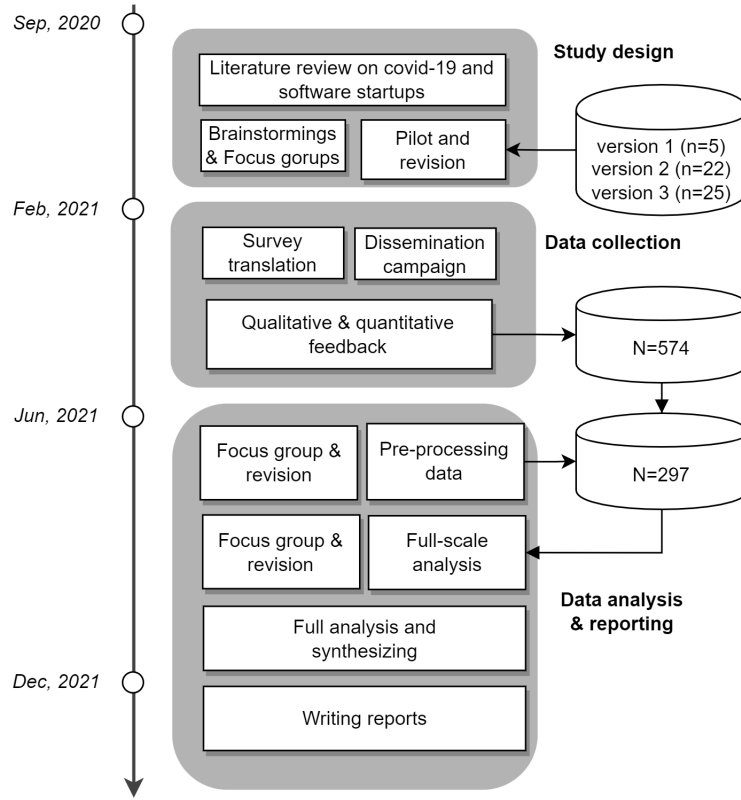 Sep, 2020
Study design
Literature review on covid-19 and
software startups
Brainstormings
& Focus gorups
Pilot and
revision
version 1 (n=5)
version 2 (n=22)
version 3 (n=25)
Feb, 2021
Data collection
Survey
translation
Dissemination
campaign
Qualitative & quantitative
feedback
N=574
Jun, 2021
Focus group &
revision
Pre-processing
data
N=297
Focus group &
revision
Full-scale
analysis
Data analysis
& reporting
Full analysis and
synthesizing
Dec, 2021
Writing reports